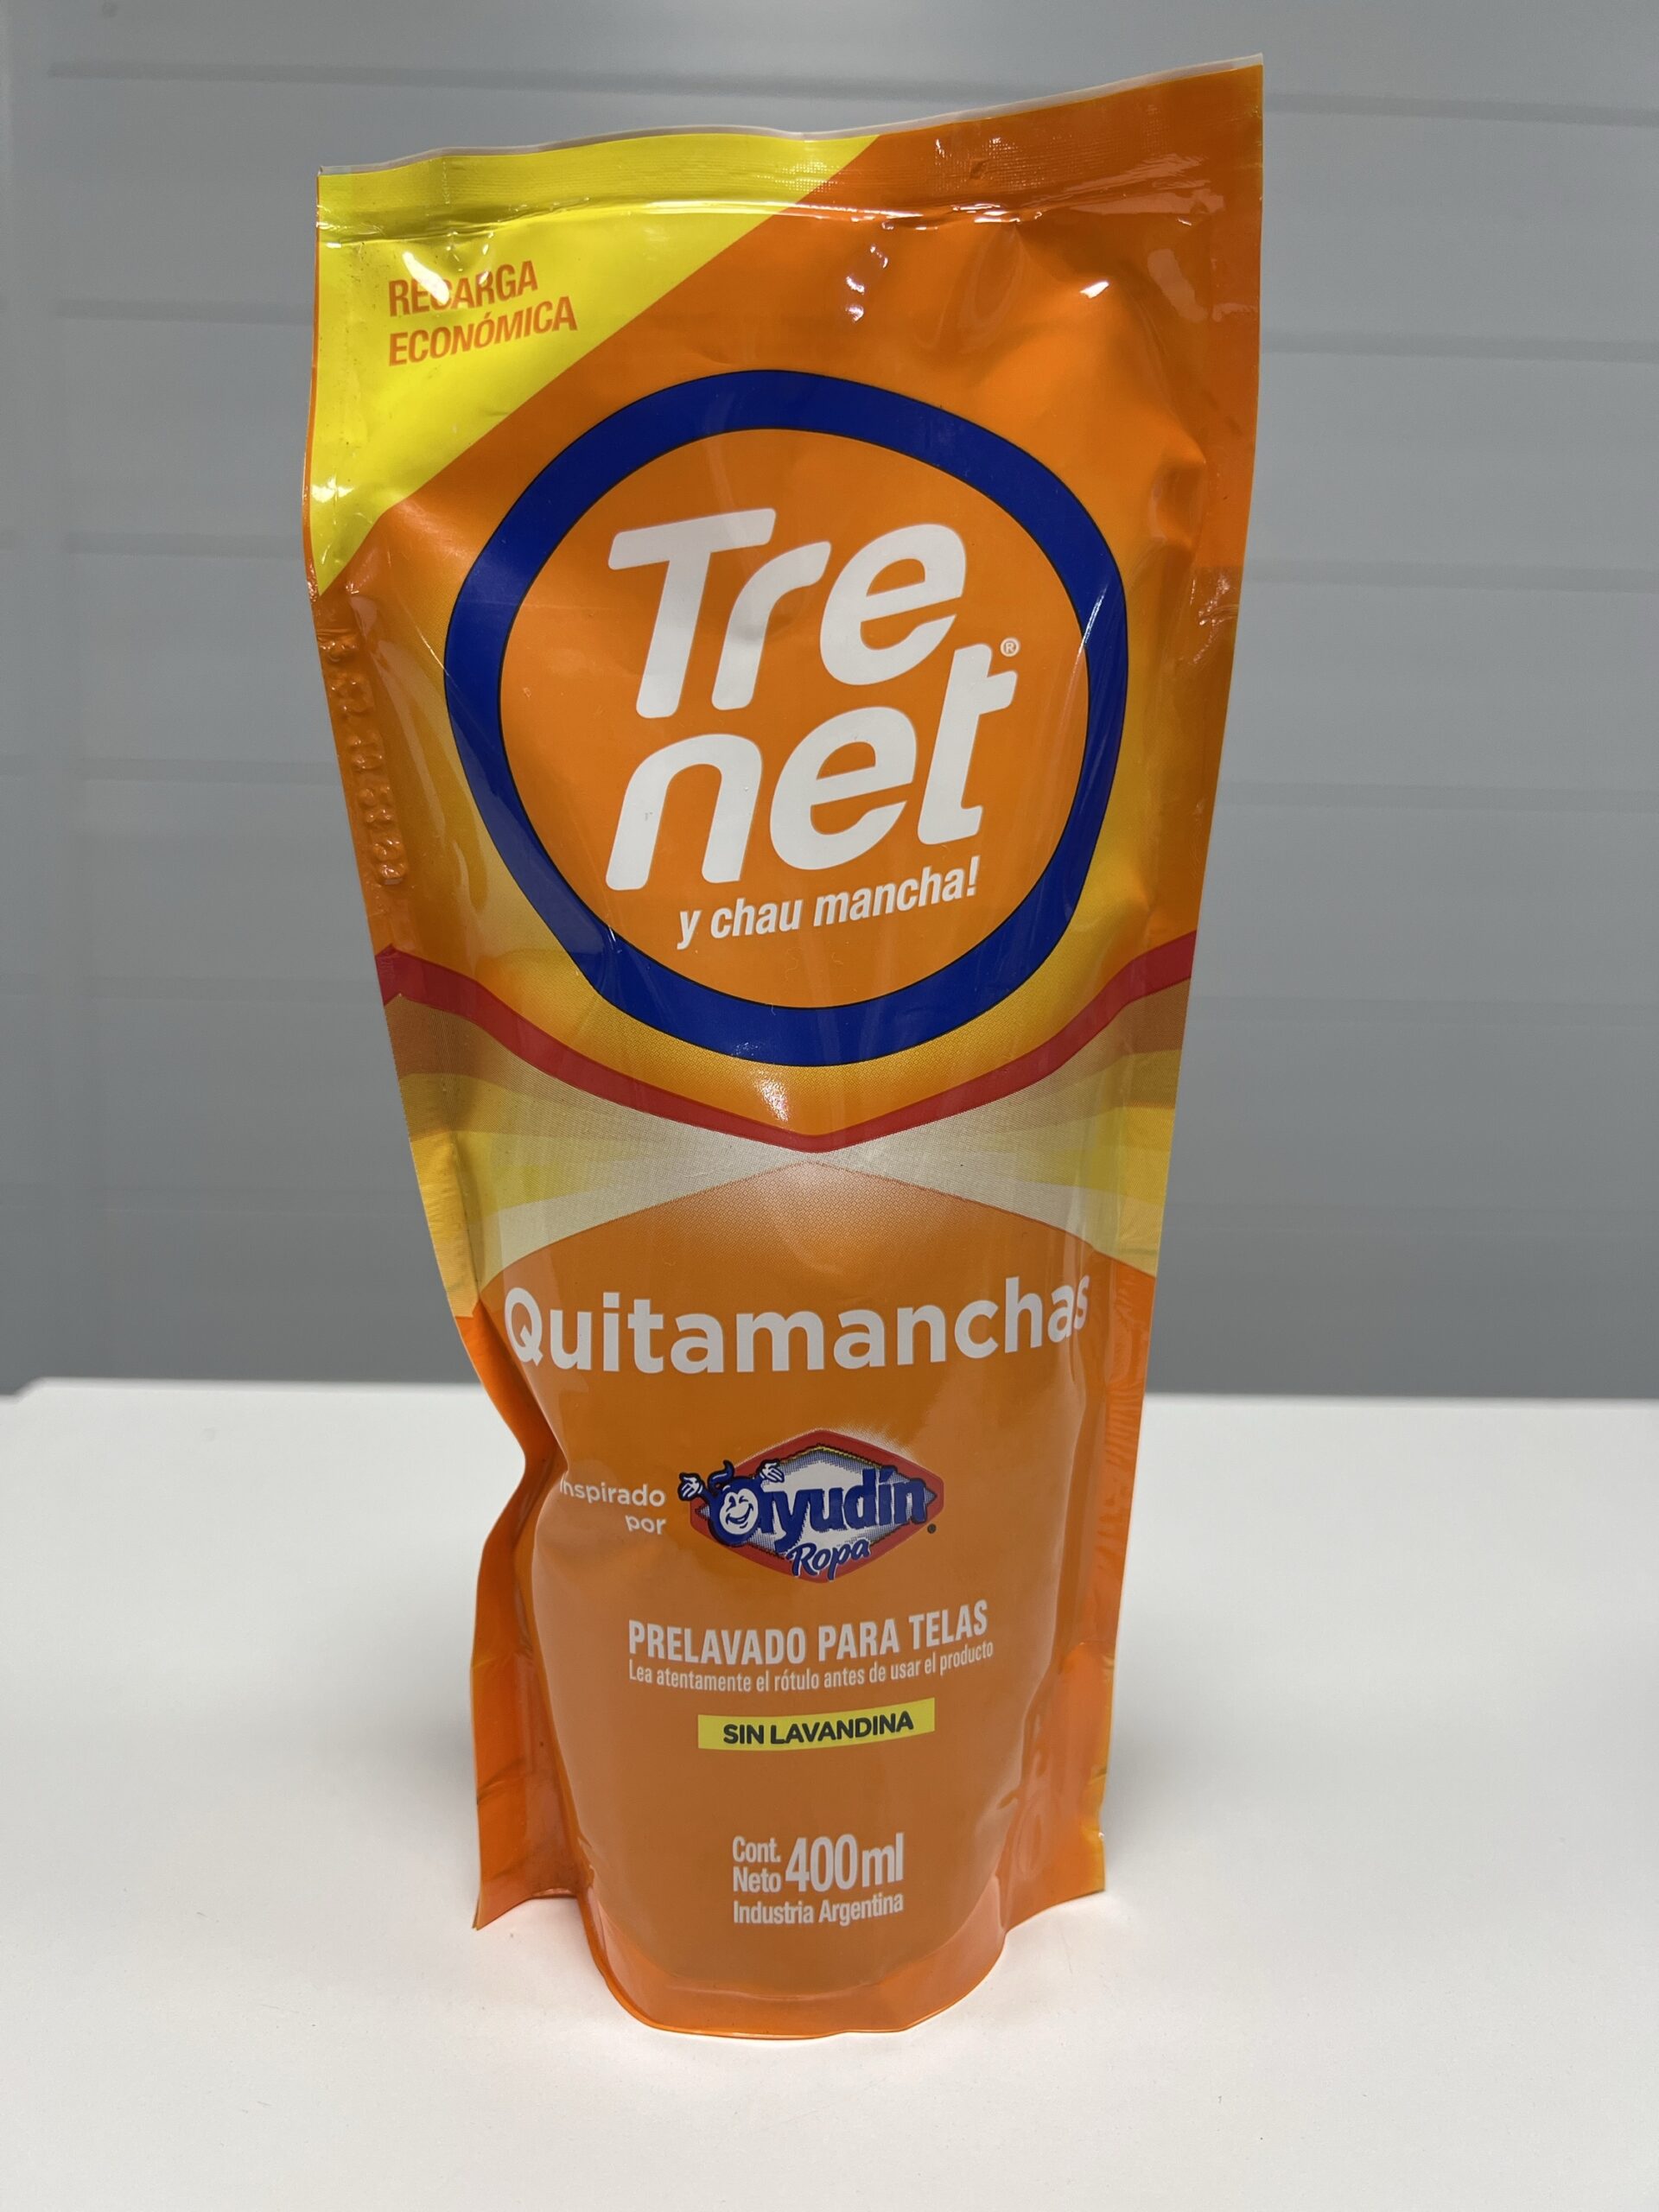 RECARGA
ECONÓMICA
Tre
net®
y chau mancha!
Quitamanchas
Inspirado
por
Ayudín
Ropa
PRELAVADO PARA TELAS
Lea atentamente el rótulo antes de usar el producto
SIN LAVANDINA
Cont.
Neto 400ml
Industria Argentina